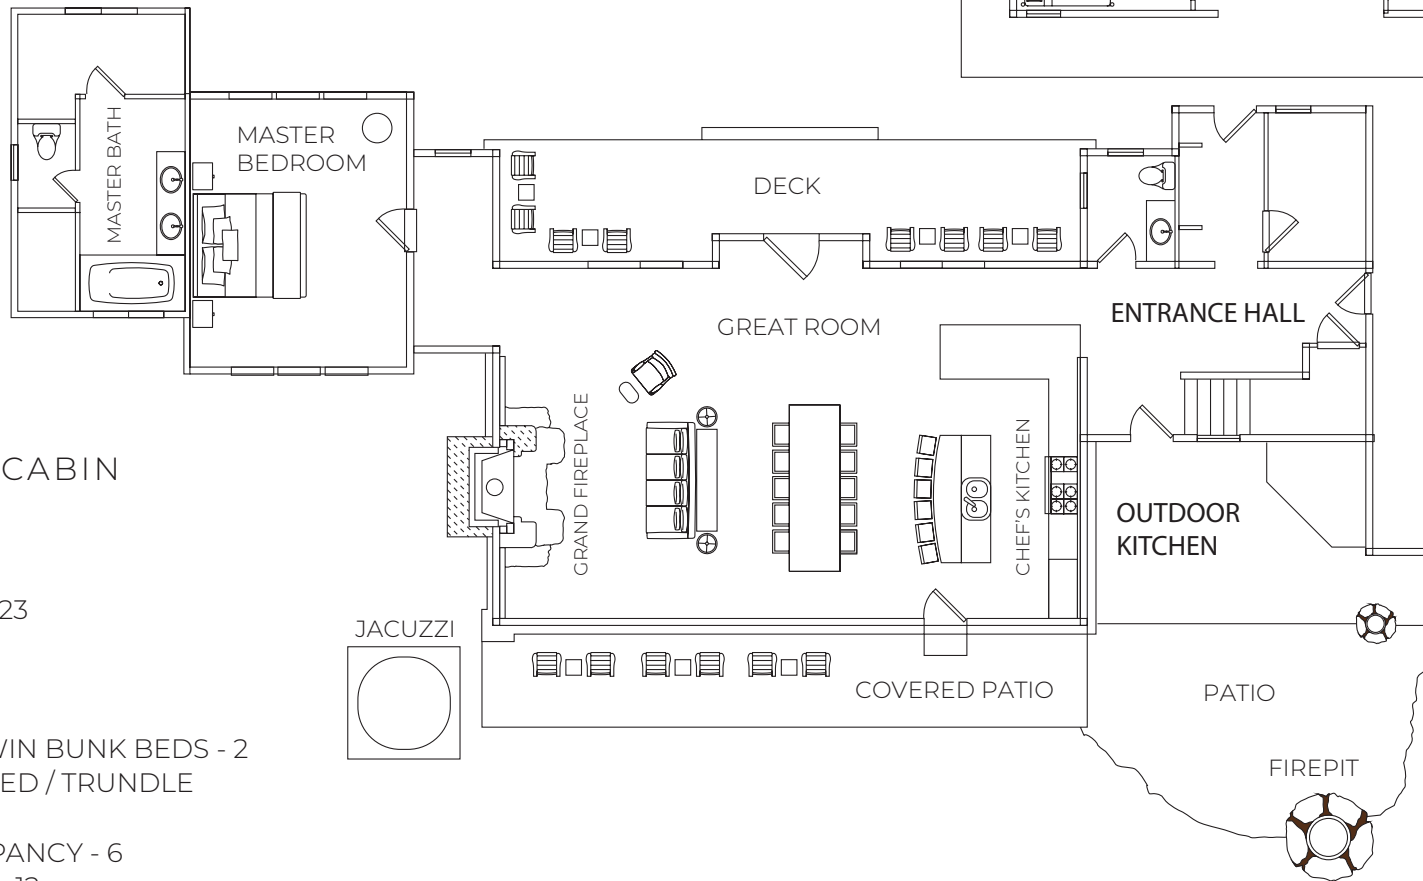 MASTER BATH
MASTER
BEDROOM
DECK
GREAT ROOM
ENTRANCE HALL
GRAND FIREPLACE
CHEF'S KITCHEN
CABIN
OUTDOOR
KITCHEN
23
JACUZZI
COVERED PATIO
PATIO
WIN BUNK BEDS - 2
ED / TRUNDLE
FIREPIT
PANCY - 6